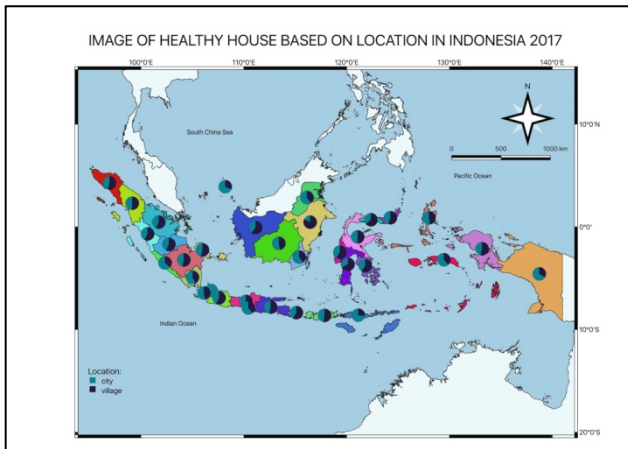 IMAGE OF HEALTHY HOUSE BASED ON LOCATION IN INDONESIA 2017
100°0'E 110°0'E 120°0'E 130°0'E 140°0'E
N
South China Sea
10°0'N
0 500 1000 km
Pacific Ocean
0°0'
Indian Ocean
10°0'S
Location:
city
village
20°0'S